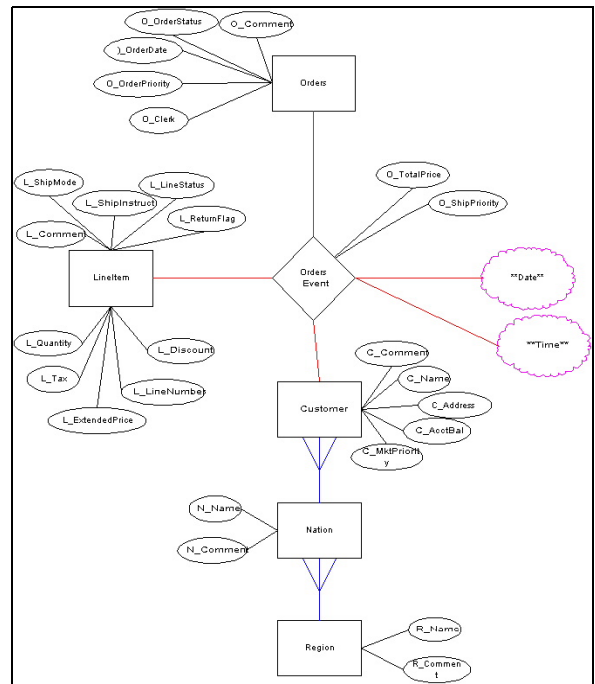 O_OrderStatus
O_Comment
)_OrderDate
O_OrderPriority
O_Clerk
Orders
L_ShipMode
L_LineStatus
L_ShipInstruct
L_ReturnFlag
L_Comment
LineItem
O_TotalPrice
O_ShipPriority
Orders
Event
**Date**
**Time**
L_Quantity
L_Discount
L_Tax
L_LineNumber
L_ExtendedPrice
C_Comment
C_Name
C_Address
C_AcctBal
C_MktPriorit
y
Customer
N_Name
N_Comment
Nation
Region
R_Name
R_Commen
t